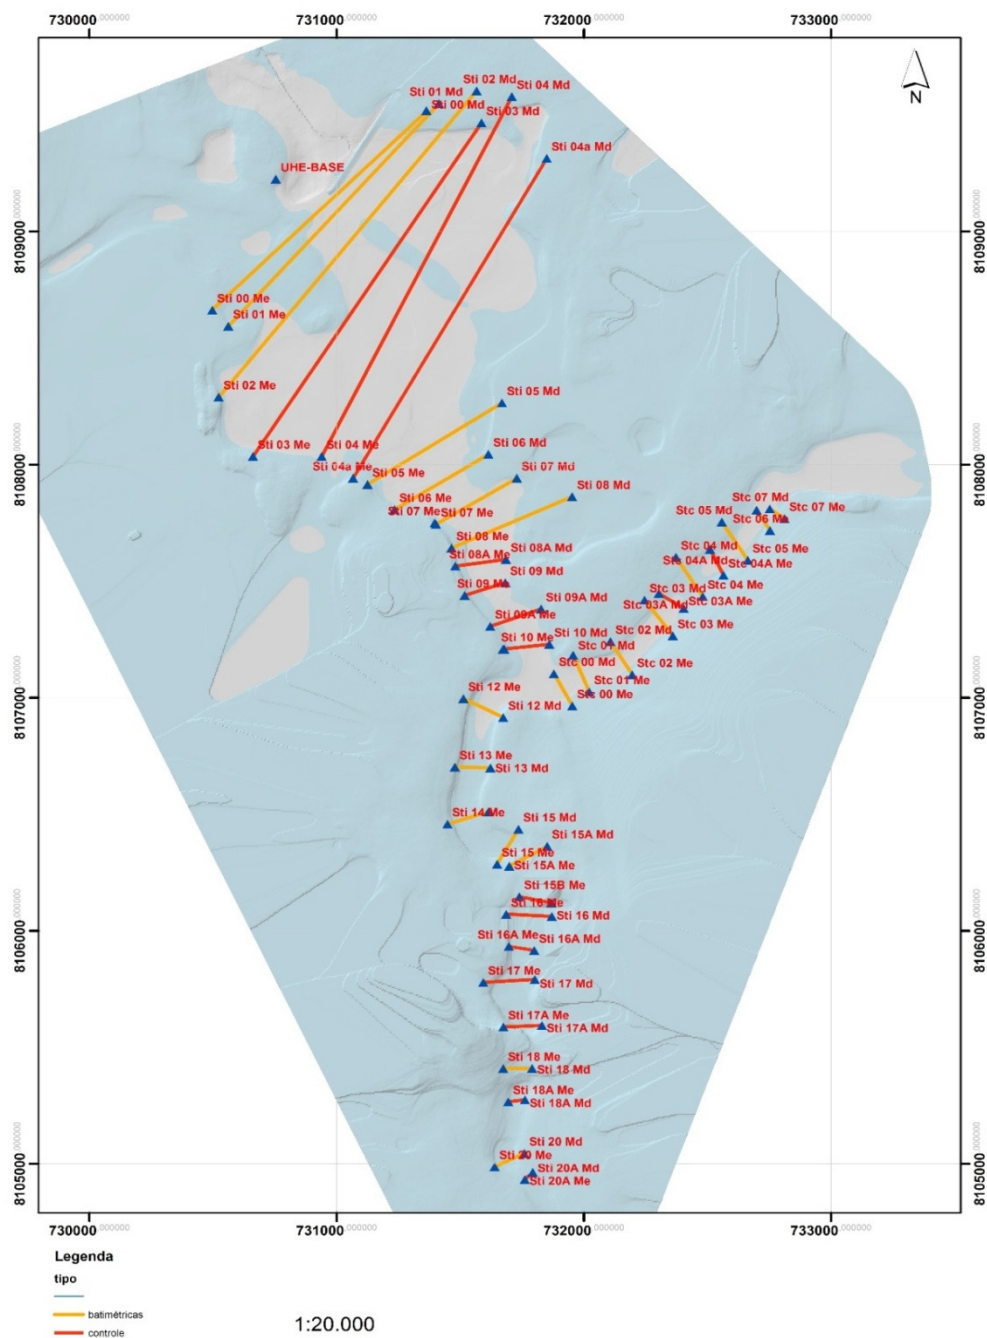 730000,000000
731000,000000
732000,000000
733000,000000
Sti 02 Md
Sti 01 Md
Sti 04 Md
Sti 00 Md
Sti 03 Md
N
Sti 04a Md
UHE-BASE
8109000,000000
8109000,000000
Sti 00 Me
Sti 01 Me
Sti 02 Me
Sti 05 Md
Sti 03 Me
Sti 04 Me
Sti 06 Md
8108000,000000
8108000,000000
Sti 04a Me
Sti 05 Me
Sti 07 Md
Sti 08 Md
Sti 06 Me
Sti 07 Me
Sti 07 Me
Stc 07 Md
Stc 07 Me
Stc 05 Md
Stc 06 M
Sti 08 Me
Sti 08A Md
Sti 08A Me
Stc 04 Md
Stc 05 Me
Stc 04A Md
Stc 04A Me
Sti 09 Md
Sti 09 Me
Stc 04 Me
Stc 03 Md
Sti 09A Md
Stc 03A Md
Stc 03A Me
Sti 09A Me
Stc 03 Me
Sti 10 Me
Sti 10 Md
Stc 02 Md
Stc 01 Md
Stc 00 Md
Stc 02 Me
Stc 01 Me
Stc 00 Me
8107000,000000
8107000,000000
Sti 12 Me
Sti 12 Md
Sti 13 Me
Sti 13 Md
Sti 14 Me
Sti 15 Md
Sti 15A Md
Sti 15 Me
Sti 15A Me
Sti 15B Me
Sti 16 Me
Sti 16 Md
8106000,000000
8106000,000000
Sti 16A Me
Sti 16A Md
Sti 17 Me
Sti 17 Md
Sti 17A Me
Sti 17A Md
Sti 18 Me
Sti 18 Md
Sti 18A Me
Sti 18A Md
Sti 20 Md
Sti 20 Me
8105000,000000
8105000,000000
Sti 20A Md
Sti 20A Me
730000,000000
731000,000000
732000,000000
733000,000000
Legenda
tipo
batimétricas
controle
1:20.000